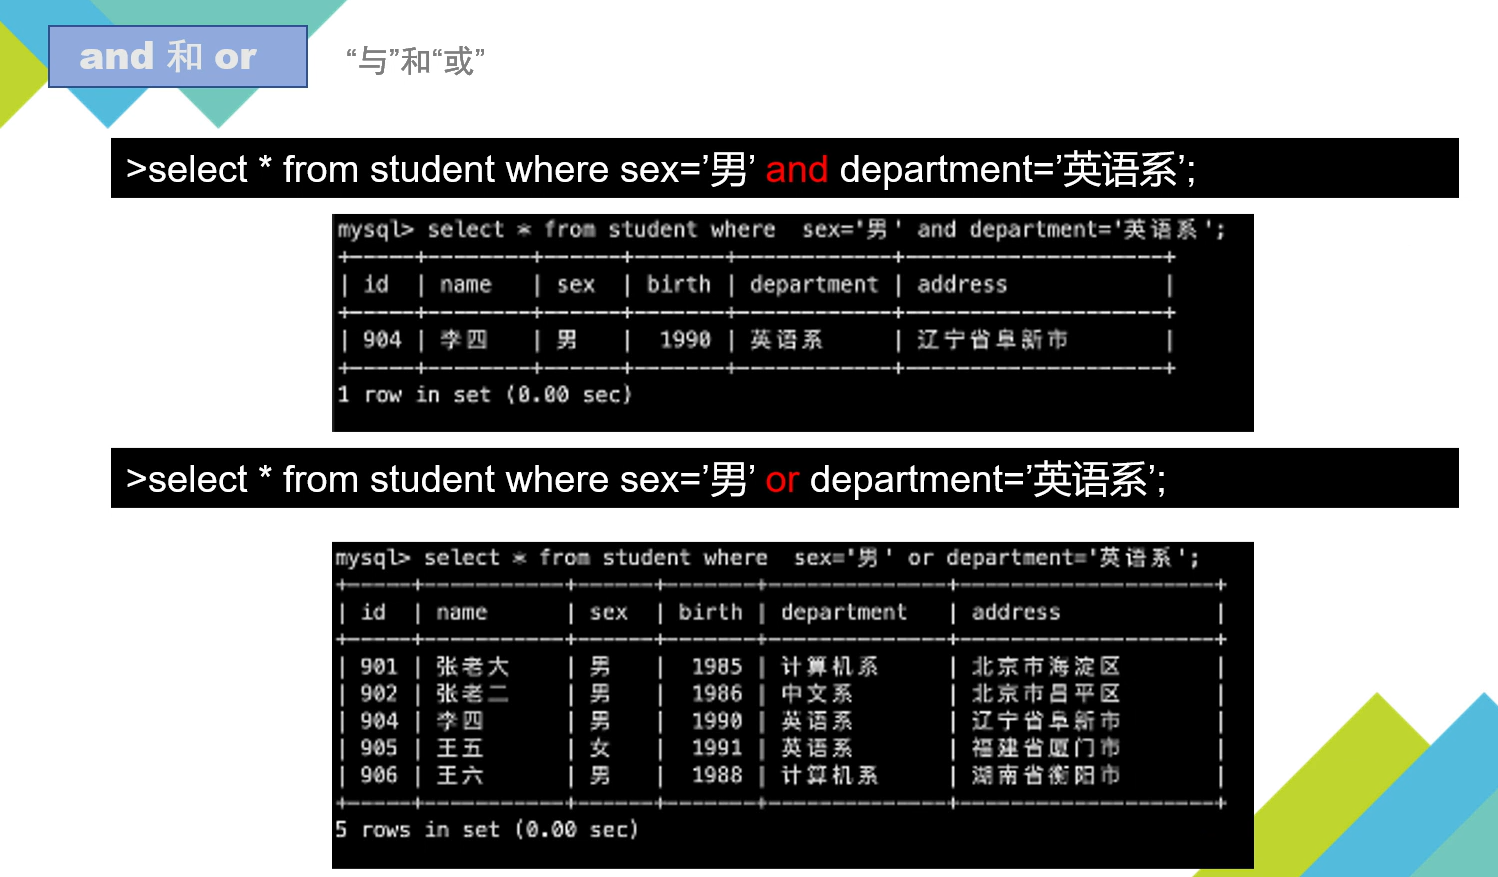 and 和 or
“与”和“或”
>select * from student where sex=’男’ and department=’英语系’;
mysql> select * from student where  sex='男' and department='英语系';
+------+--------+------+-------+------------+--------------------+
| id | name | sex | birth | department | address |
+------+--------+------+-------+------------+--------------------+
| 904 | 李四 | 男 | 1990 | 英语系 | 辽宁省阜新市 |
+------+--------+------+-------+------------+--------------------+
1 row in set (0.00 sec)
>select * from student where sex=’男’ or department=’英语系’;
mysql> select * from student where  sex='男' or department='英语系';
+------+-----------+------+-------+--------------+--------------------+
| id | name | sex | birth | department | address |
+------+-----------+------+-------+--------------+--------------------+
| 901 | 张老大 | 男 | 1985 | 计算机系 | 北京市海淀区 |
| 902 | 张老二 | 男 | 1986 | 中文系 | 北京市昌平区 |
| 904 | 李四 | 男 | 1990 | 英语系 | 辽宁省阜新市 |
| 905 | 王五 | 女 | 1991 | 英语系 | 福建省厦门市 |
| 906 | 王六 | 男 | 1988 | 计算机系 | 湖南省衡阳市 |
+------+-----------+------+-------+--------------+--------------------+
5 rows in set (0.00 sec)